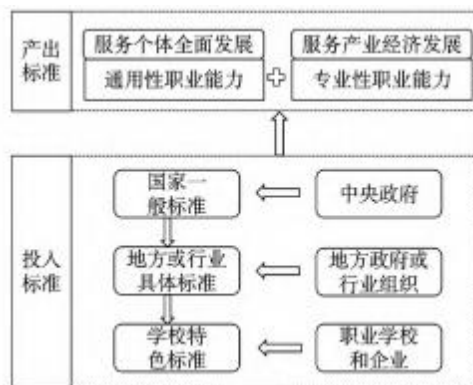 产出
标准
服务个体全面发展
通用性职业能力
服务产业经济发展
专业性职业能力
投入
标准
国家一
般标准
中央政府
地方或行业
具体标准
地方政府或
行业组织
学校特
色标准
职业学校
和企业